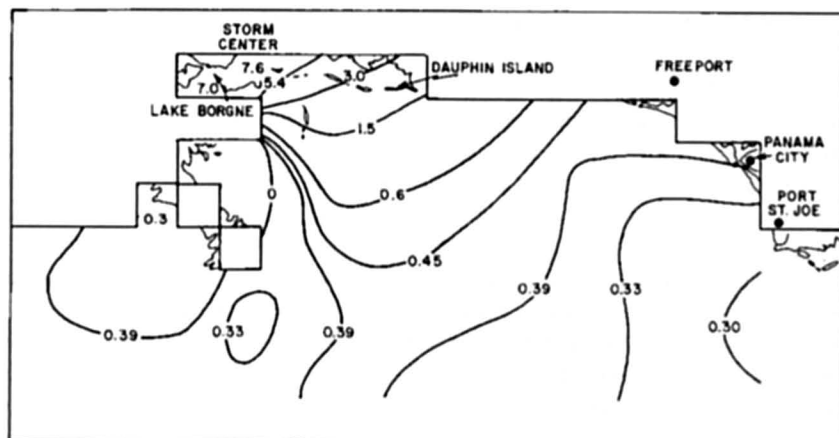 STORM
CENTER
7.6
3.0
DAUPHIN ISLAND
FREEPORT
7.0
5.4
LAKE BORGNE
1.5
PANAMA
CITY
0
0.6
PORT
ST. JOE
0.3
0.45
0.39
0.33
0.39
0.33
0.39
0.30